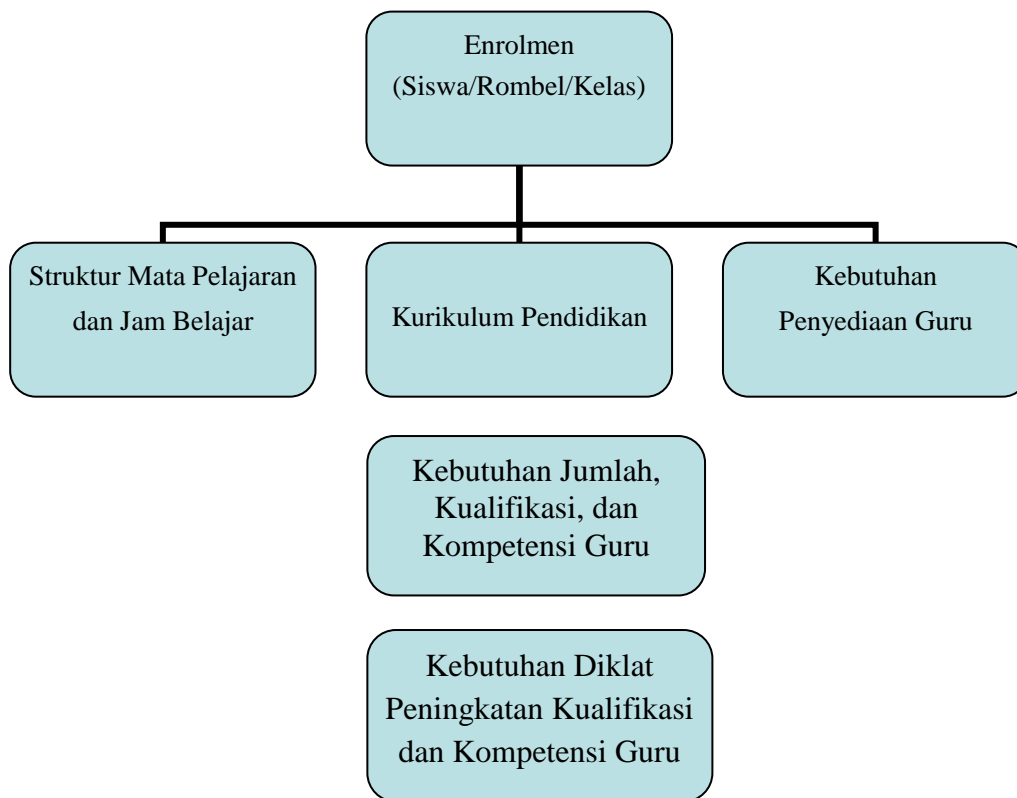 Enrolmen
(Siswa/Rombel/Kelas)
Struktur Mata Pelajaran
dan Jam Belajar
Kurikulum Pendidikan
Kebutuhan
Penyediaan Guru
Kebutuhan Jumlah,
Kualifikasi, dan
Kompetensi Guru
Kebutuhan Diklat
Peningkatan Kualifikasi
dan Kompetensi Guru